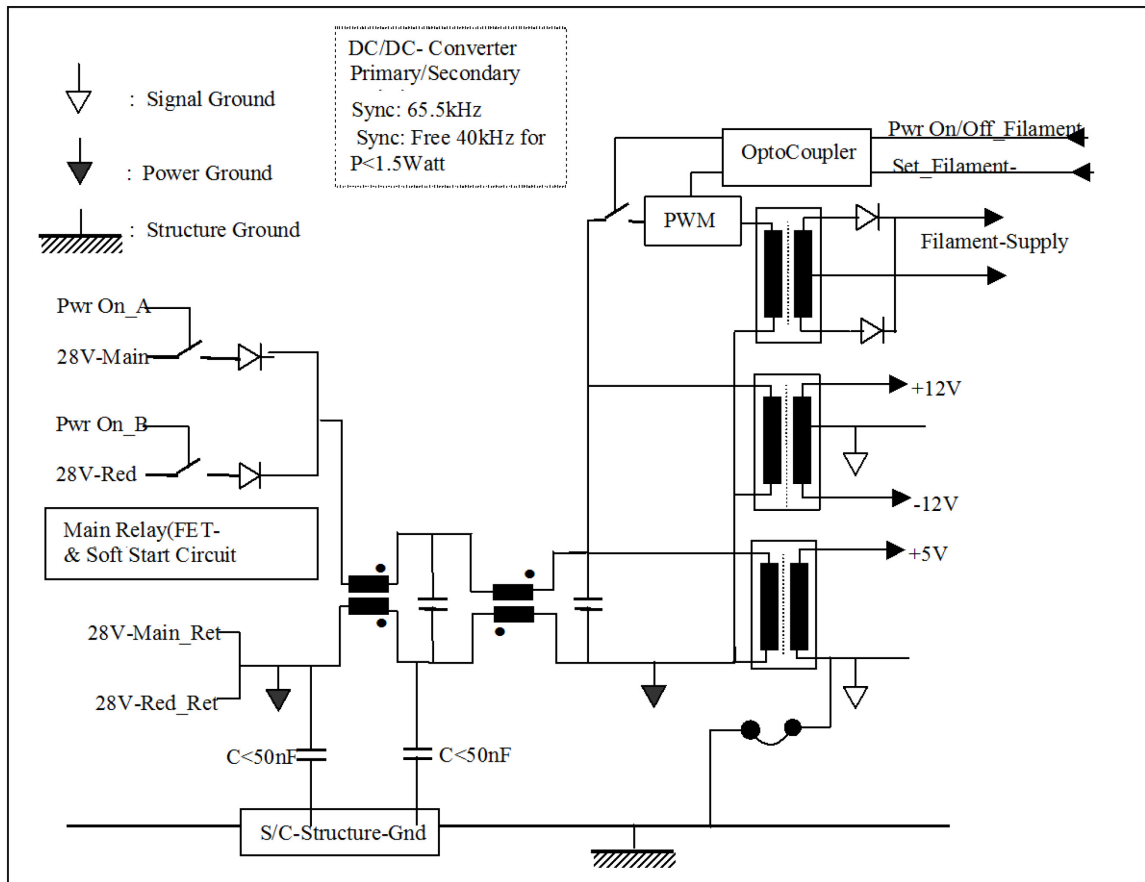 DC/DC- Converter
Primary/Secondary
Sync: 65.5kHz
Sync: Free 40kHz for
P<1.5Watt
: Signal Ground
: Power Ground
: Structure Ground
Pwr On/Off_Filament
OptoCoupler
Set_Filament-
PWM
Filament-Supply
Pwr On_A
28V-Main
+12V
Pwr On_B
28V-Red
-12V
Main Relay(FET-
& Soft Start Circuit
+5V
28V-Main_Ret
28V-Red_Ret
C<50nF
C<50nF
S/C-Structure-Gnd